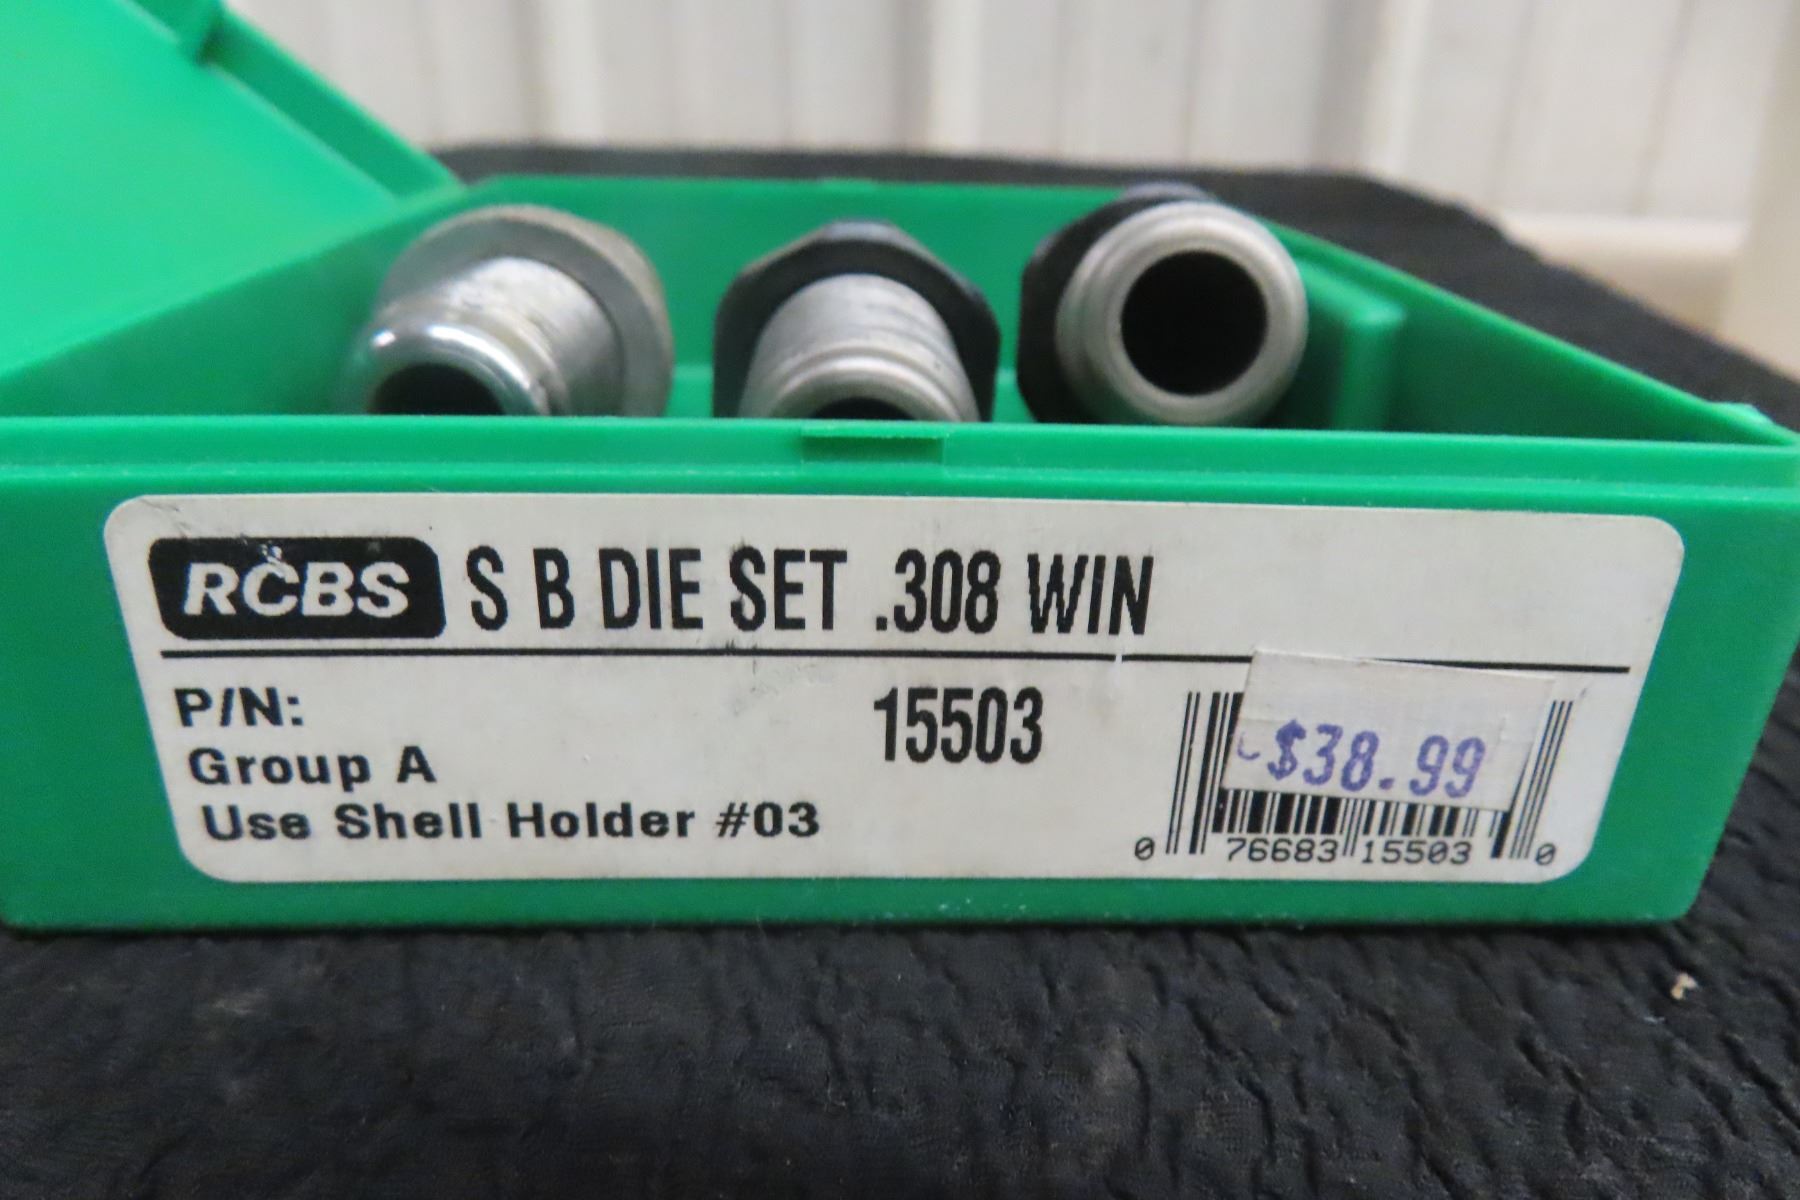 RCBS S B DIE SET .308 WIN
P/N: 15503
Group A
Use Shell Holder #03
$38.99
0 76683 15503 0